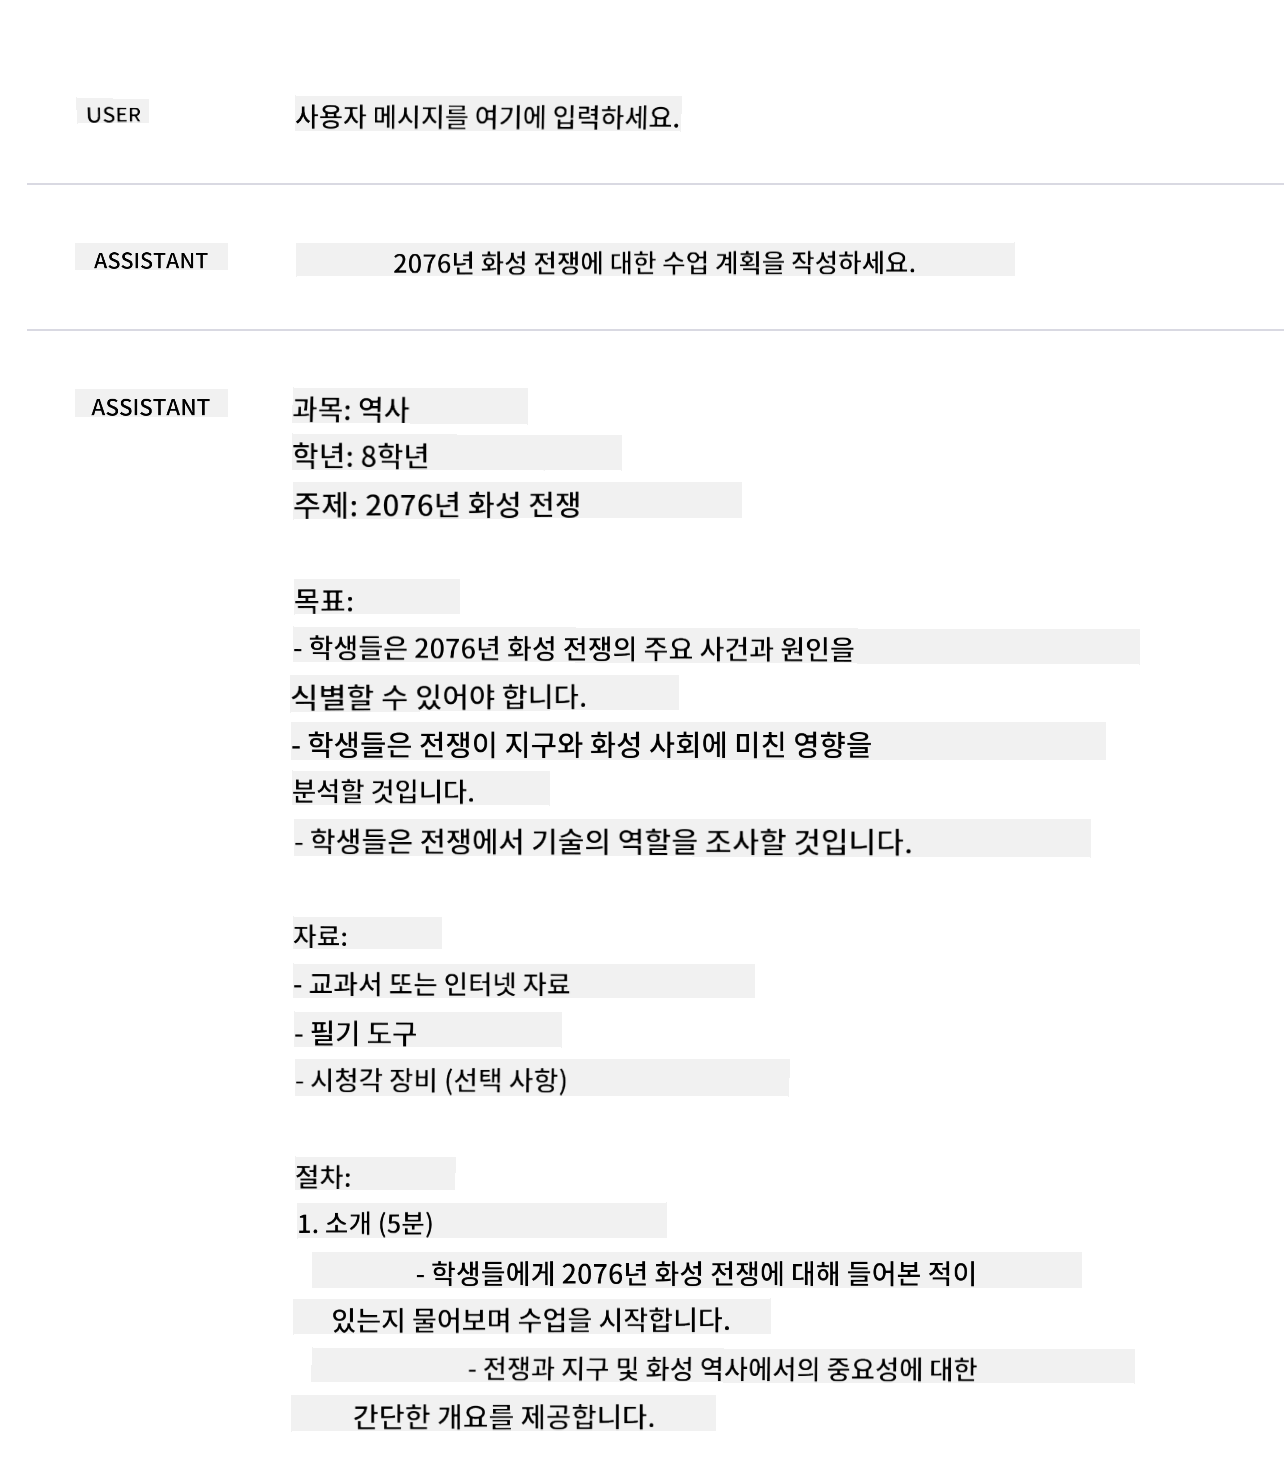 USER
사용자 메시지를 여기에 입력하세요.
ASSISTANT
2076년 화성 전쟁에 대한 수업 계획을 작성하세요.
ASSISTANT
과목: 역사
학년: 8학년
주제: 2076년 화성 전쟁
목표:
- 학생들은 2076년 화성 전쟁의 주요 사건과 원인을
식별할 수 있어야 합니다.
- 학생들은 전쟁이 지구와 화성 사회에 미친 영향을
분석할 것입니다.
- 학생들은 전쟁에서 기술의 역할을 조사할 것입니다.
자료:
- 교과서 또는 인터넷 자료
- 필기 도구
- 시청각 장비 (선택 사항)
절차:
1. 소개 (5분)
- 학생들에게 2076년 화성 전쟁에 대해 들어본 적이
있는지 물어보며 수업을 시작합니다.
- 전쟁과 지구 및 화성 역사에서의 중요성에 대한
간단한 개요를 제공합니다.